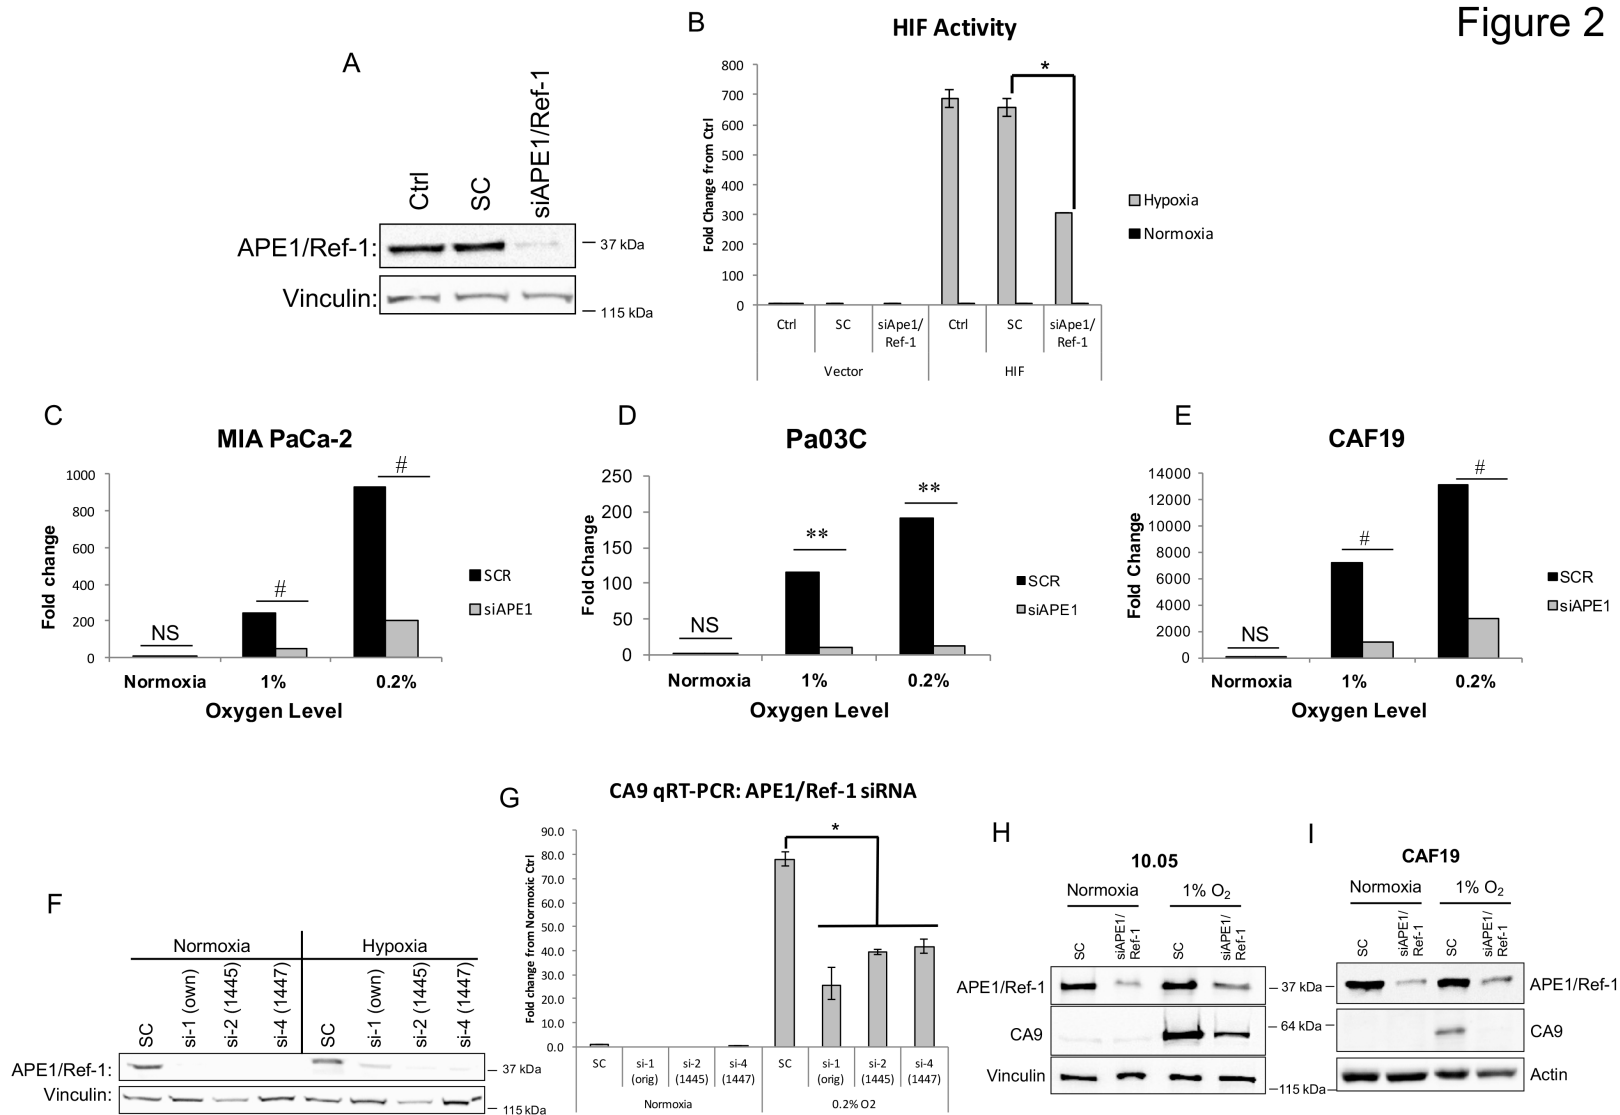 Figure 2
A
Ctrl
SC
siAPE1/Ref-1
APE1/Ref-1:
37 kDa
Vinculin:
115 kDa
B
HIF Activity
Fold Change from Ctrl
800
700
600
500
400
300
200
100
0
*
Ctrl
SC
siApe1/
Ref-1
Ctrl
SC
siApe1/
Ref-1
Vector
HIF
Hypoxia
Normoxia
C
MIA PaCa-2
Fold change
1000
800
600
400
200
0
NS
#
#
Normoxia
1%
0.2%
Oxygen Level
SCR
siAPE1
D
Pa03C
Fold Change
250
200
150
100
50
0
NS
**
**
Normoxia
1%
0.2%
Oxygen Level
SCR
siAPE1
E
CAF19
Fold Change
14000
12000
10000
8000
6000
4000
2000
0
NS
#
#
Normoxia
1%
0.2%
Oxygen Level
SCR
siAPE1
F
Normoxia
Hypoxia
SC
si-1 (own)
si-2 (1445)
si-4 (1447)
SC
si-1 (own)
si-2 (1445)
si-4 (1447)
APE1/Ref-1:
37 kDa
Vinculin:
115 kDa
G
CA9 qRT-PCR: APE1/Ref-1 siRNA
Fold change from Normoxic Ctrl
90.0
80.0
70.0
60.0
50.0
40.0
30.0
20.0
10.0
0.0
*
SC
si-1
(orig)
si-2
(1445)
si-4
(1447)
SC
si-1
(orig)
si-2
(1445)
si-4
(1447)
Normoxia
0.2% O2
H
10.05
Normoxia
1% O2
SC
siAPE1/
Ref-1
SC
siAPE1/
Ref-1
APE1/Ref-1
CA9
Vinculin
37 kDa
64 kDa
115 kDa
I
CAF19
Normoxia
1% O2
SC
siAPE1/
Ref-1
SC
siAPE1/
Ref-1
APE1/Ref-1
CA9
Actin